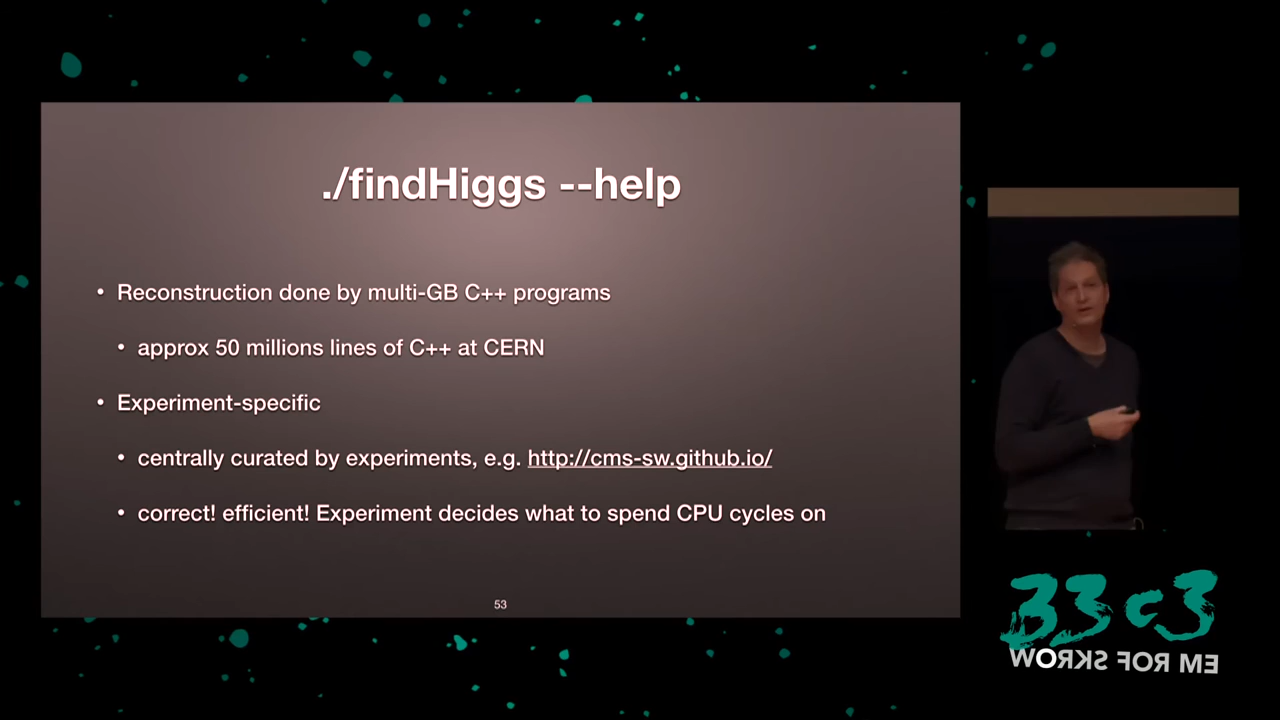 ./findHiggs --help
• Reconstruction done by multi-GB C++ programs
• approx 50 millions lines of C++ at CERN
• Experiment-specific
• centrally curated by experiments, e.g. http://cms-sw.github.io/
• correct! efficient! Experiment decides what to spend CPU cycles on
53
33c3
WORKS FOR ME